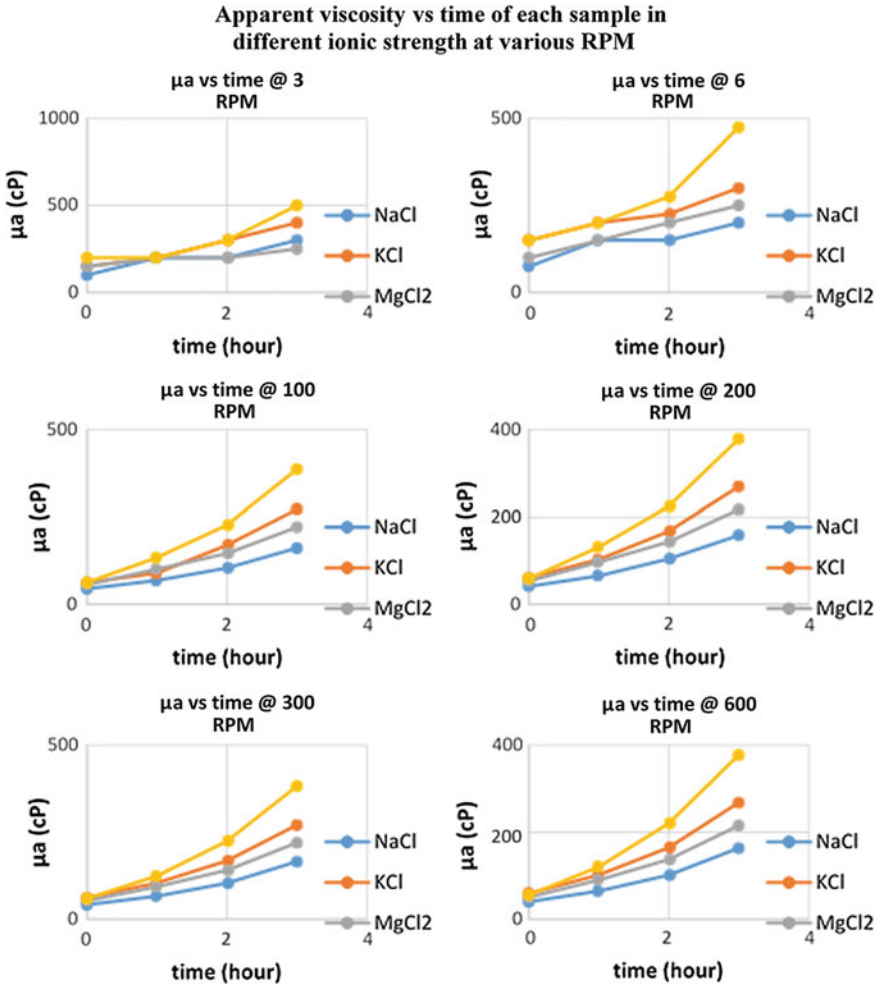 Apparent viscosity vs time of each sample in
different ionic strength at various RPM
µa vs time @ 3
RPM
1000
500
0
µa (cP)
0 2 4
time (hour)
NaCl
KCl
MgCl2
µa vs time @ 6
RPM
500
0
µa (cP)
0 2 4
time (hour)
NaCl
KCl
MgCl2
µa vs time @ 100
RPM
500
0
µa (cP)
0 2 4
time (hour)
NaCl
KCl
MgCl2
µa vs time @ 200
RPM
400
200
0
µa (cP)
0 2 4
time (hour)
NaCl
KCl
MgCl2
µa vs time @ 300
RPM
500
0
µa (cP)
0 2 4
time (hour)
NaCl
KCl
MgCl2
µa vs time @ 600
RPM
400
200
0
µa (cP)
0 2 4
time (hour)
NaCl
KCl
MgCl2